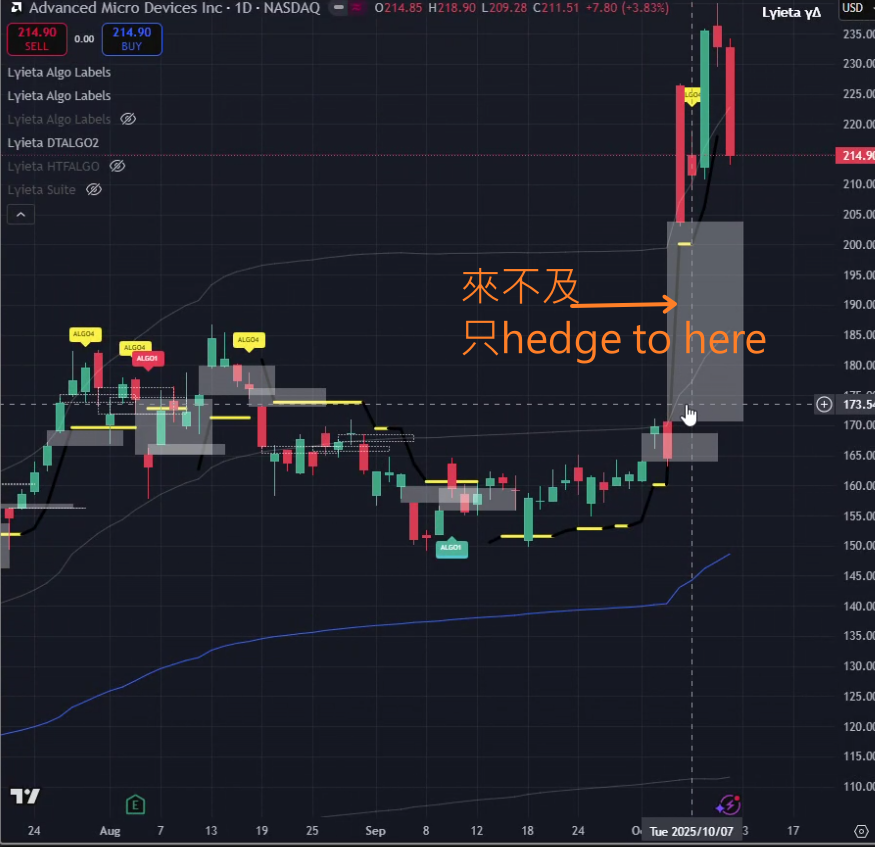 Advanced Micro Devices Inc · 1D · NASDAQ O214.85 H218.90 L209.28 C211.51 +7.80 (+3.83%)
Lyieta γΔ
USD
214.90
SELL
0.00
214.90
BUY
Lyieta Algo Labels
Lyieta Algo Labels
Lyieta Algo Labels
Lyieta DTALGO2
Lyieta HTFALGO
Lyieta Suite
235.00
230.00
225.00
220.00
214.90
210.00
205.00
200.00
195.00
190.00
185.00
180.00
173.54
170.00
165.00
160.00
155.00
150.00
145.00
140.00
135.00
130.00
125.00
120.00
115.00
110.00
ALGO4
ALGO4
ALGO1
ALGO4
ALGO1
ALGO4
來不及
只hedge to here
E
24 Aug 7 13 19 25 Sep 8 12 18 24 Tue 2025/10/07 17